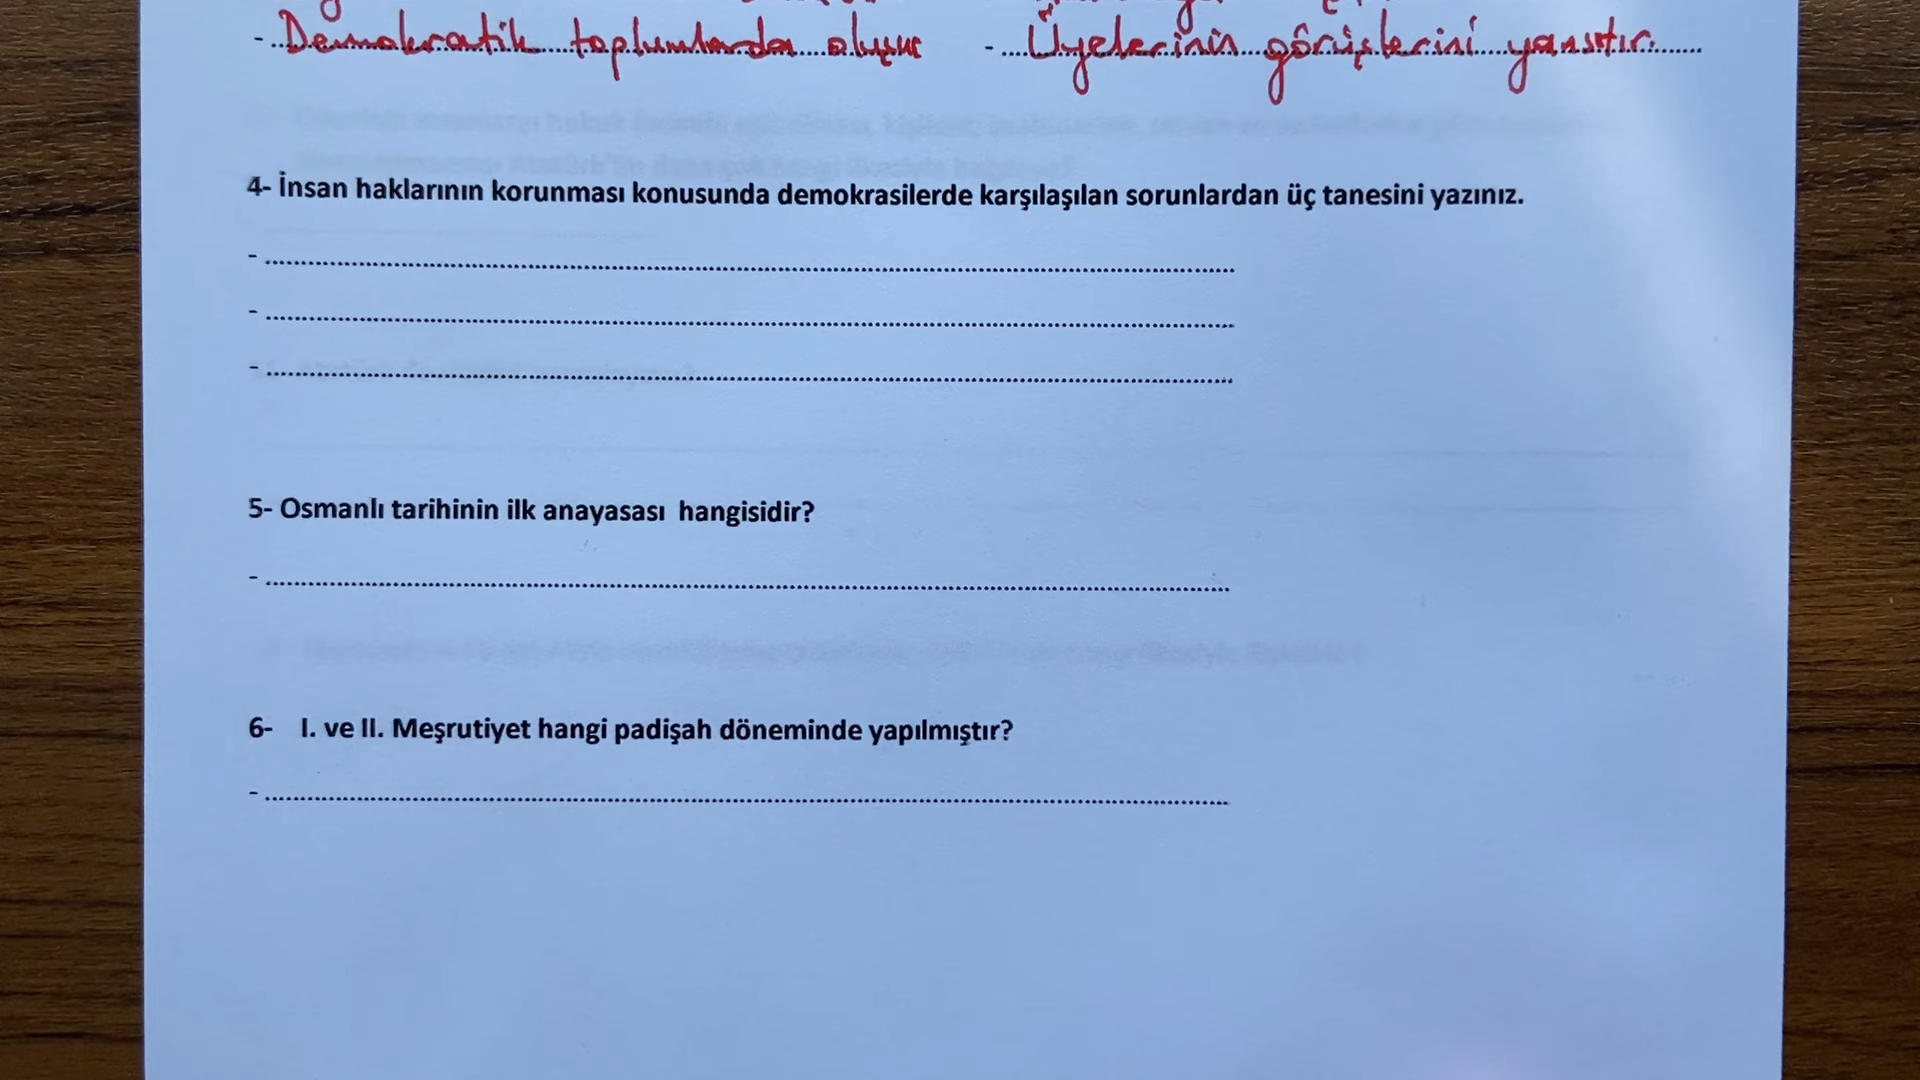 - Demokratik toplumlarda oluşur - Üyelerinin görüşlerini yansıtır.
4- İnsan haklarının korunması konusunda demokrasilerde karşılaşılan sorunlardan üç tanesini yazınız.
-
-
-
5- Osmanlı tarihinin ilk anayasası hangisidir?
-
6- I. ve II. Meşrutiyet hangi padişah döneminde yapılmıştır?
-